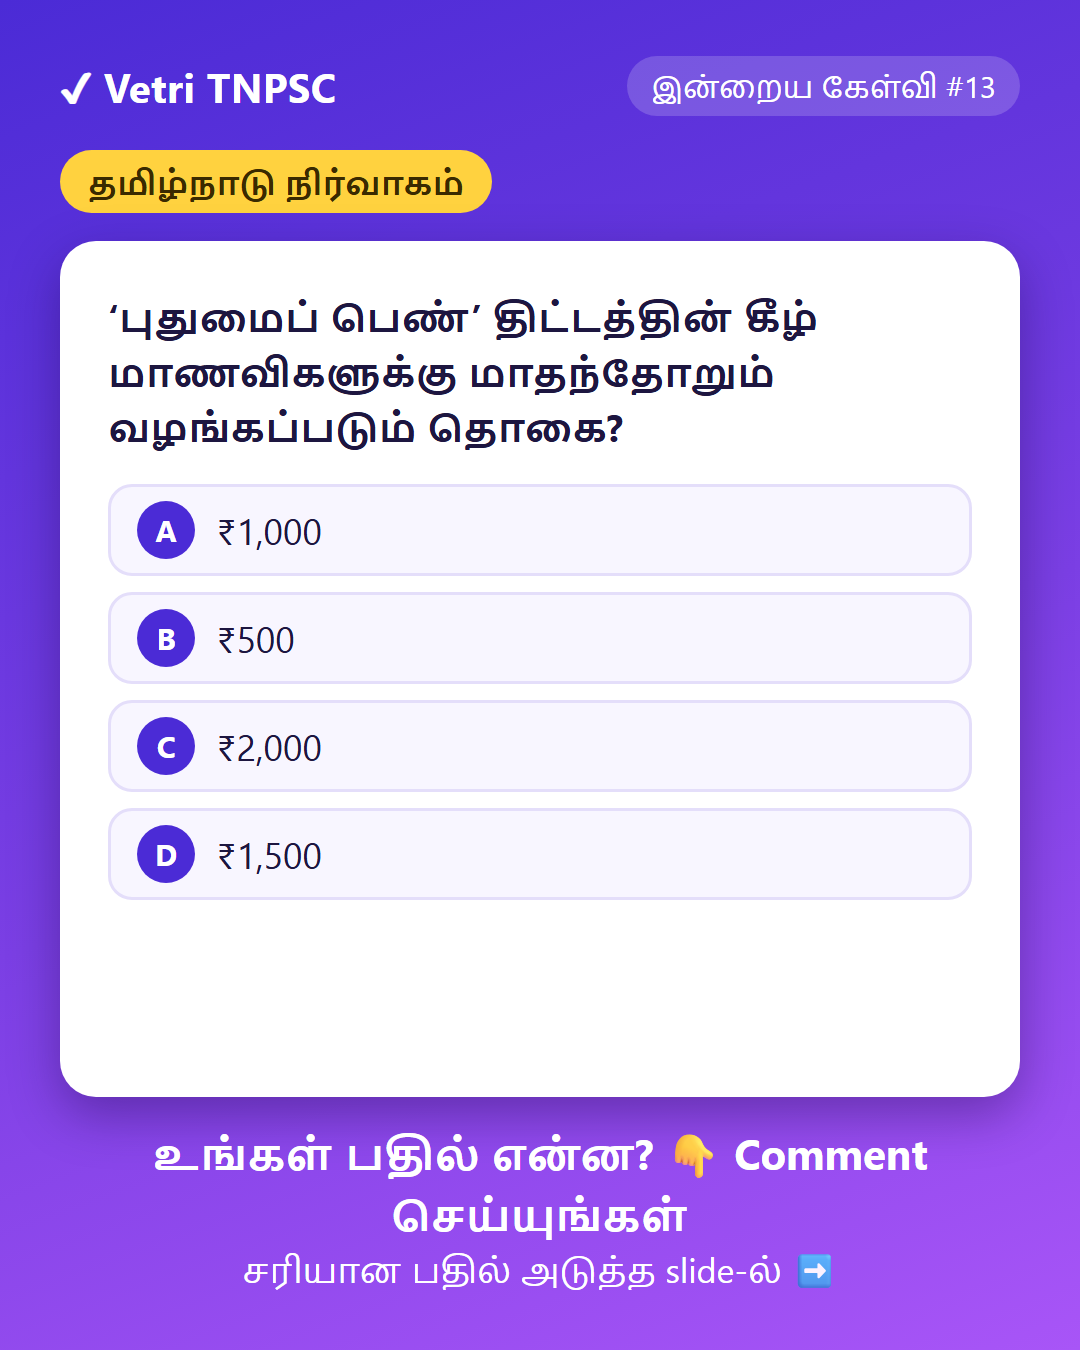 ✔ Vetri TNPSC
இன்றைய கேள்வி #13
தமிழ்நாடு நிர்வாகம்
‘புதுமைப் பெண்’ திட்டத்தின் கீழ்
மாணவிகளுக்கு மாதந்தோறும்
வழங்கப்படும் தொகை?
A ₹1,000
B ₹500
C ₹2,000
D ₹1,500
உங்கள் பதில் என்ன? 👇 Comment
செய்யுங்கள்
சரியான பதில் அடுத்த slide-ல் ➡️